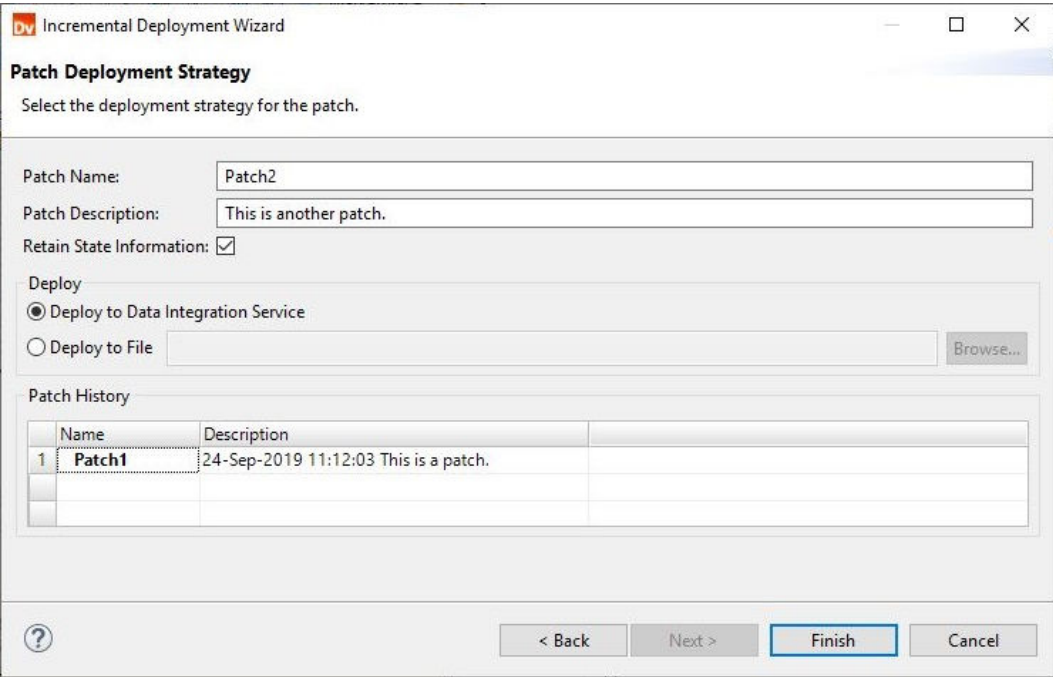 Dv Incremental Deployment Wizard
Patch Deployment Strategy
Select the deployment strategy for the patch.
Patch Name: Patch2
Patch Description: This is another patch.
Retain State Information:
Deploy
Deploy to Data Integration Service
Deploy to File Browse...
Patch History
Name Description
1 Patch1 24-Sep-2019 11:12:03 This is a patch.
? < Back Next > Finish Cancel